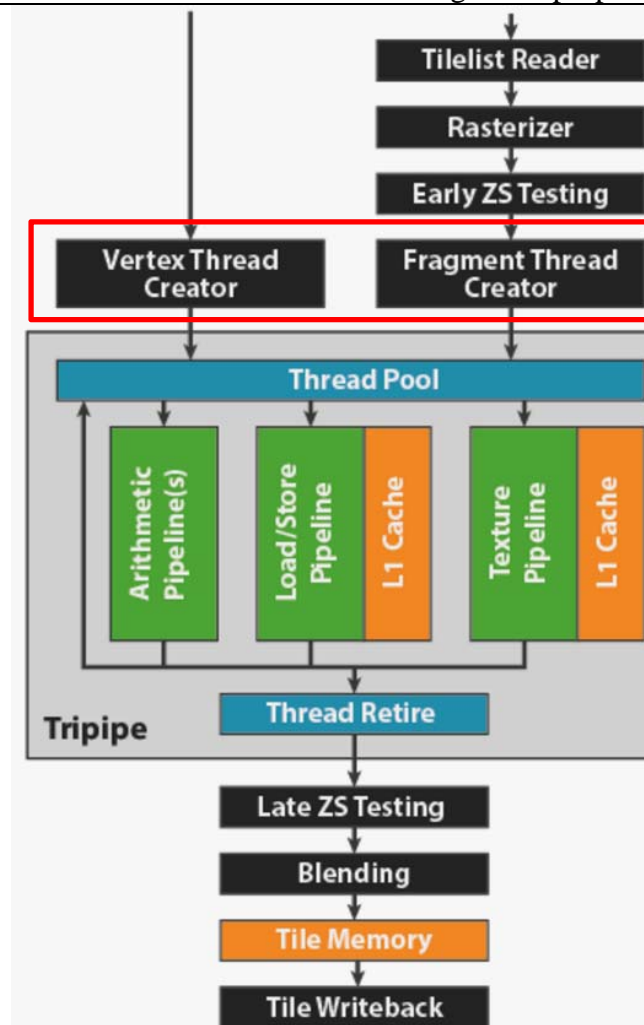 Tilelist Reader
Rasterizer
Early ZS Testing
Vertex Thread
Creator
Fragment Thread
Creator
Thread Pool
Arithmetic
Pipeline(s)
Load/Store
Pipeline
L1 Cache
Texture
Pipeline
L1 Cache
Thread Retire
Tripipe
Late ZS Testing
Blending
Tile Memory
Tile Writeback